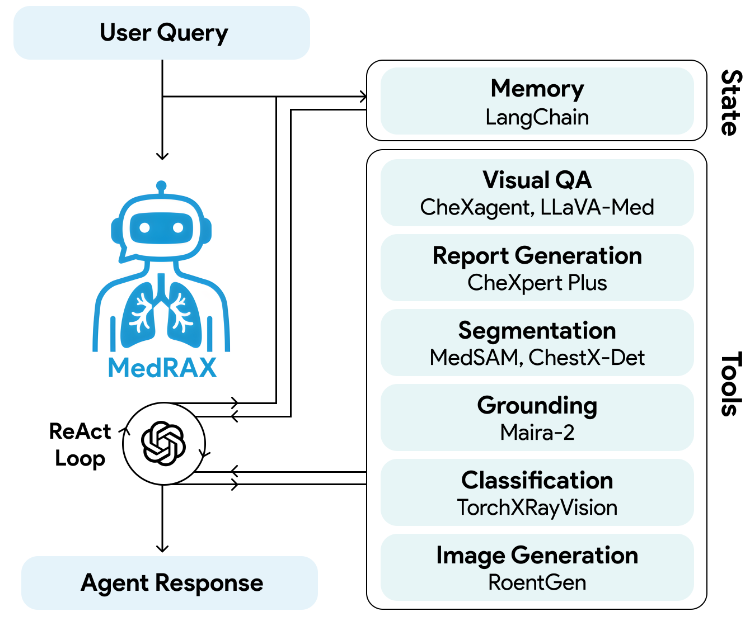 User Query
Memory
LangChain
State
Visual QA
CheXagent, LLaVA-Med
Report Generation
CheXpert Plus
Segmentation
MedSAM, ChestX-Det
Grounding
Maira-2
Classification
TorchXRayVision
Image Generation
RoentGen
Tools
MedRAX
ReAct
Loop
Agent Response